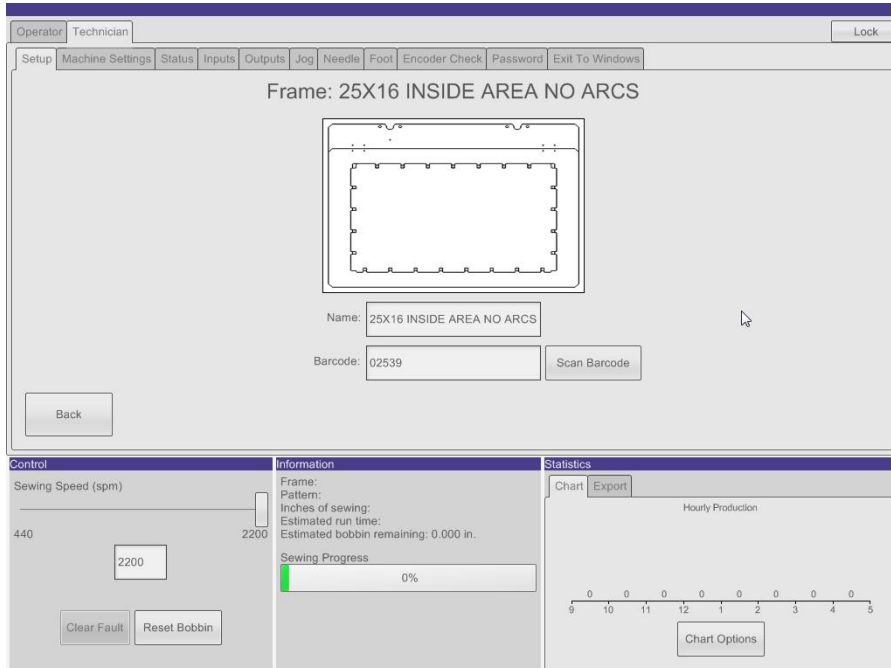 Operator Technician Lock
Setup Machine Settings Status Inputs Outputs Jog Needle Foot Encoder Check Password Exit To Windows
Frame: 25X16 INSIDE AREA NO ARCS
Name: 25X16 INSIDE AREA NO ARCS
Barcode: 02539 Scan Barcode
Back
Control
Sewing Speed (spm)
440 2200
2200
Clear Fault Reset Bobbin
Information
Frame:
Pattern:
Inches of sewing:
Estimated run time:
Estimated bobbin remaining: 0.000 in.
Sewing Progress
0%
Statistics
Chart Export
Hourly Production
0 0 0 0 0 0 0 0
9 10 11 12 1 2 3 4 5
Chart Options